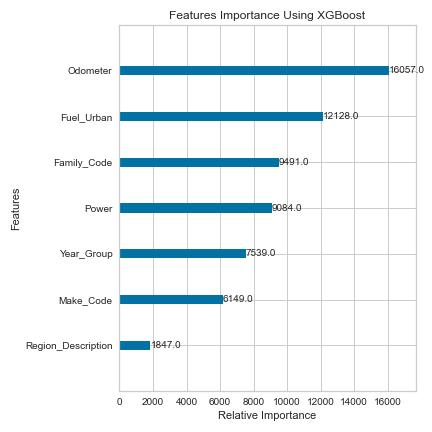 Features Importance Using XGBoost
Features
Odometer
16057.0
Fuel_Urban
12128.0
Family_Code
9491.0
Power
9084.0
Year_Group
7539.0
Make_Code
6149.0
Region_Description
1847.0
0 2000 4000 6000 8000 10000 12000 14000 16000
Relative Importance